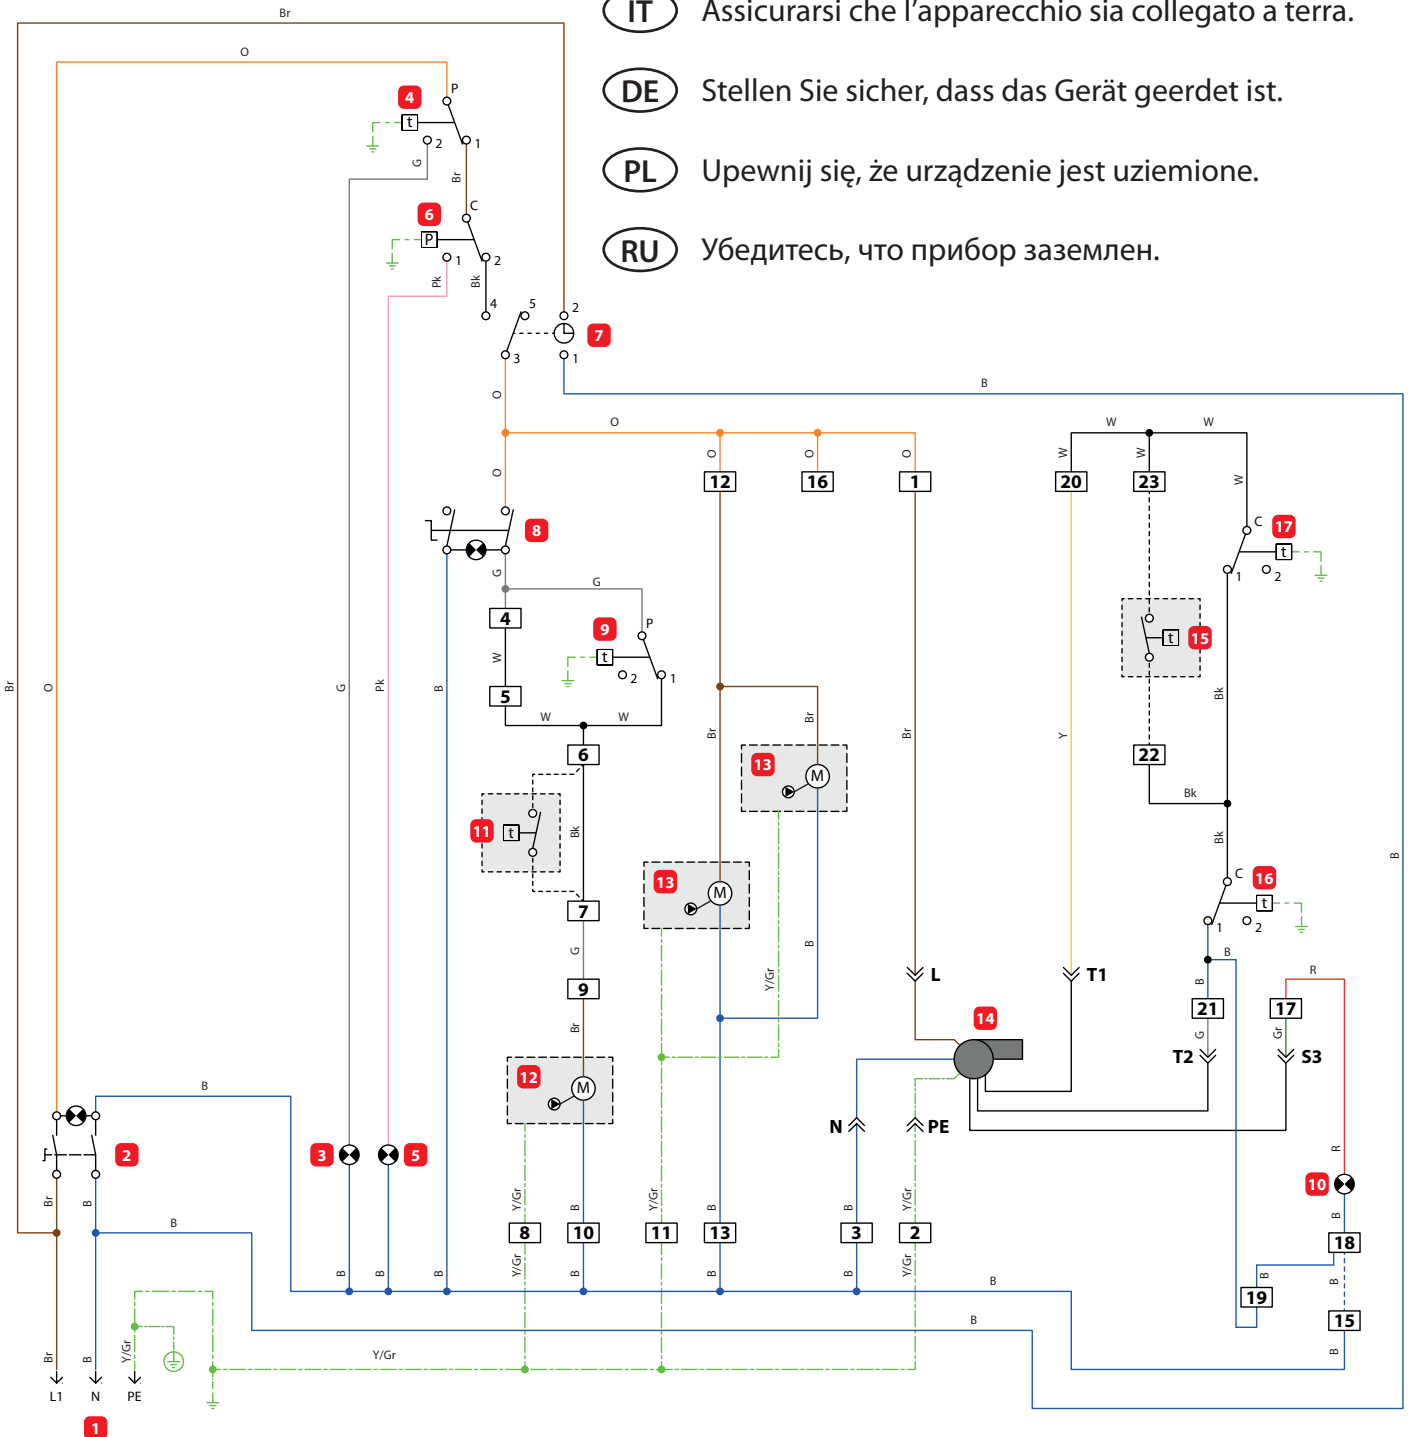 IT Assicurarsi che l'apparecchio sia collegato a terra.
DE Stellen Sie sicher, dass das Gerät geerdet ist.
PL Upewnij się, że urządzenie jest uziemione.
RU Убедитесь, что прибор заземлен.
Br
O
4 P
t
2 1
G
Br
6 C
P
1 2
Pk Bk
4 5 2
7
3 1
B
O
O W W
O O O O W W W
12 16 1 20 23
8 C 17
t
1 2
G
G
4 P
9
t 15
t
W 2 1
5
Br O G Pk B
W W
Bk
Br Br Br Y
6 13 M 22
Bk
11 t Bk Bk
13 M C 16
t
7 1 2
G B Y/Gr B
L T1 R
9 B 21 17
14
Br G Gr
T2 S3
12 M
B
N PE
2 3 5 R
10
Br B Y/Gr B Y/Gr B B Y/Gr B
B
8 10 11 13 3 2 18
B B B Y/Gr B B B Y/Gr B B B
19
15
B
Br B Y/Gr Y/Gr B
L1 N PE
1
B